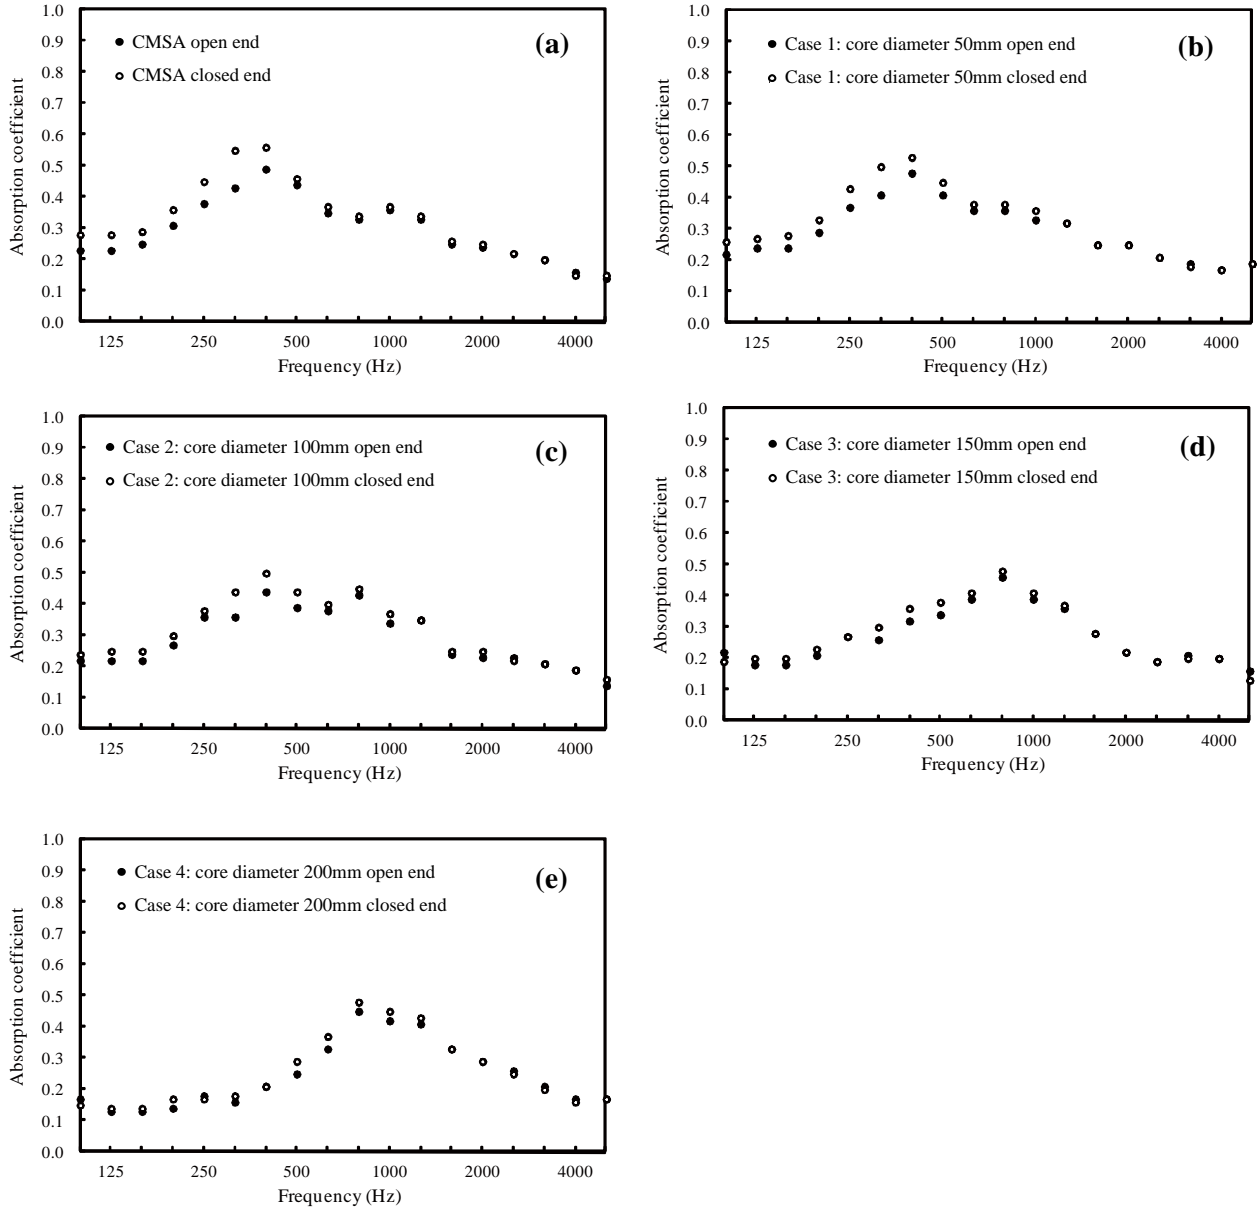 1.0
0.9
0.8
0.7
0.6
0.5
0.4
0.3
0.2
0.1
0.0
Absorption coefficient
CMSA open end
CMSA closed end
(a)
125 250 500 1000 2000 4000
Frequency (Hz)
1.0
0.9
0.8
0.7
0.6
0.5
0.4
0.3
0.2
0.1
0.0
Absorption coefficient
Case 1: core diameter 50mm open end
Case 1: core diameter 50mm closed end
(b)
125 250 500 1000 2000 4000
Frequency (Hz)
1.0
0.9
0.8
0.7
0.6
0.5
0.4
0.3
0.2
0.1
0.0
Absorption coefficient
Case 2: core diameter 100mm open end
Case 2: core diameter 100mm closed end
(c)
125 250 500 1000 2000 4000
Frequency (Hz)
1.0
0.9
0.8
0.7
0.6
0.5
0.4
0.3
0.2
0.1
0.0
Absorption coefficient
Case 3: core diameter 150mm open end
Case 3: core diameter 150mm closed end
(d)
125 250 500 1000 2000 4000
Frequency (Hz)
1.0
0.9
0.8
0.7
0.6
0.5
0.4
0.3
0.2
0.1
0.0
Absorption coefficient
Case 4: core diameter 200mm open end
Case 4: core diameter 200mm closed end
(e)
125 250 500 1000 2000 4000
Frequency (Hz)